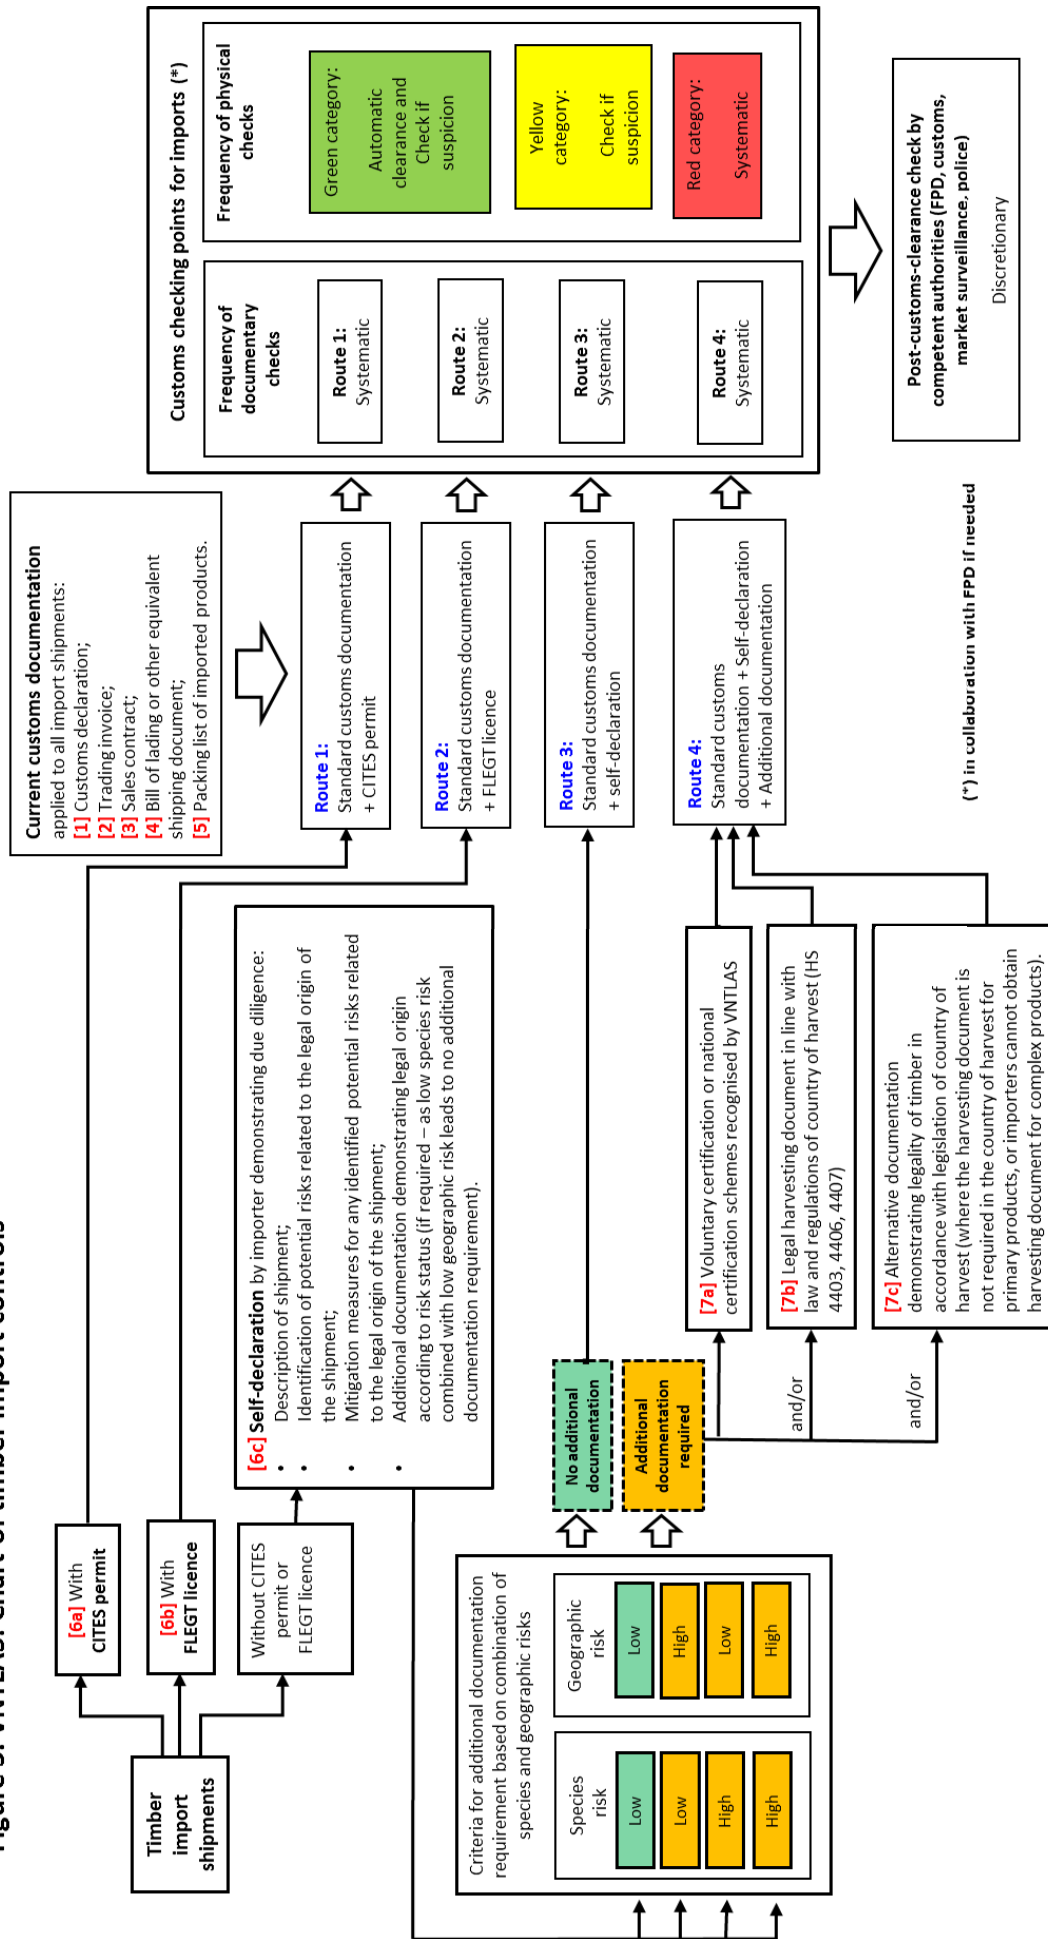 Timber
import
shipments
[6a] With
CITES permit
[6b] With
FLEGT licence
Without CITES
permit or
FLEGT licence
Current customs documentation
applied to all import shipments:
[1] Customs declaration;
[2] Trading invoice;
[3] Sales contract;
[4] Bill of lading or other equivalent
shipping document;
[5] Packing list of imported products.
[6c] Self-declaration by importer demonstrating due diligence:
• Description of shipment;
• Identification of potential risks related to the legal origin of
the shipment;
• Mitigation measures for any identified potential risks related
to the legal origin of the shipment;
• Additional documentation demonstrating legal origin
according to risk status (if required – as low species risk
combined with low geographic risk leads to no additional
documentation requirement).
Criteria for additional documentation
requirement based on combination of
species and geographic risks
Species
risk
Geographic
risk
Low
Low
Low
High
High
Low
High
High
No additional
documentation
Additional
documentation
required
and/or
and/or
[7a] Voluntary certification or national
certification schemes recognised by VNTLAS
[7b] Legal harvesting document in line with
law and regulations of country of harvest (HS
4403, 4406, 4407)
[7c] Alternative documentation
demonstrating legality of timber in
accordance with legislation of country of
harvest (where the harvesting document is
not required in the country of harvest for
primary products, or importers cannot obtain
harvesting document for complex products).
Route 1:
Standard customs documentation
+ CITES permit
Route 2:
Standard customs documentation
+ FLEGT licence
Route 3:
Standard customs documentation
+ self-declaration
Route 4:
Standard customs
documentation + Self-declaration
+ Additional documentation
Customs checking points for imports (*)
Frequency of
documentary
checks
Route 1:
Systematic
Route 2:
Systematic
Route 3:
Systematic
Route 4:
Systematic
Frequency of physical
checks
Green category:
Automatic
clearance and
Check if
suspicion
Yellow
category:
Check if
suspicion
Red category:
Systematic
Post-customs-clearance check by
competent authorities (FPD, customs,
market surveillance, police)
Discretionary
(*) in collaboration with FPD if needed